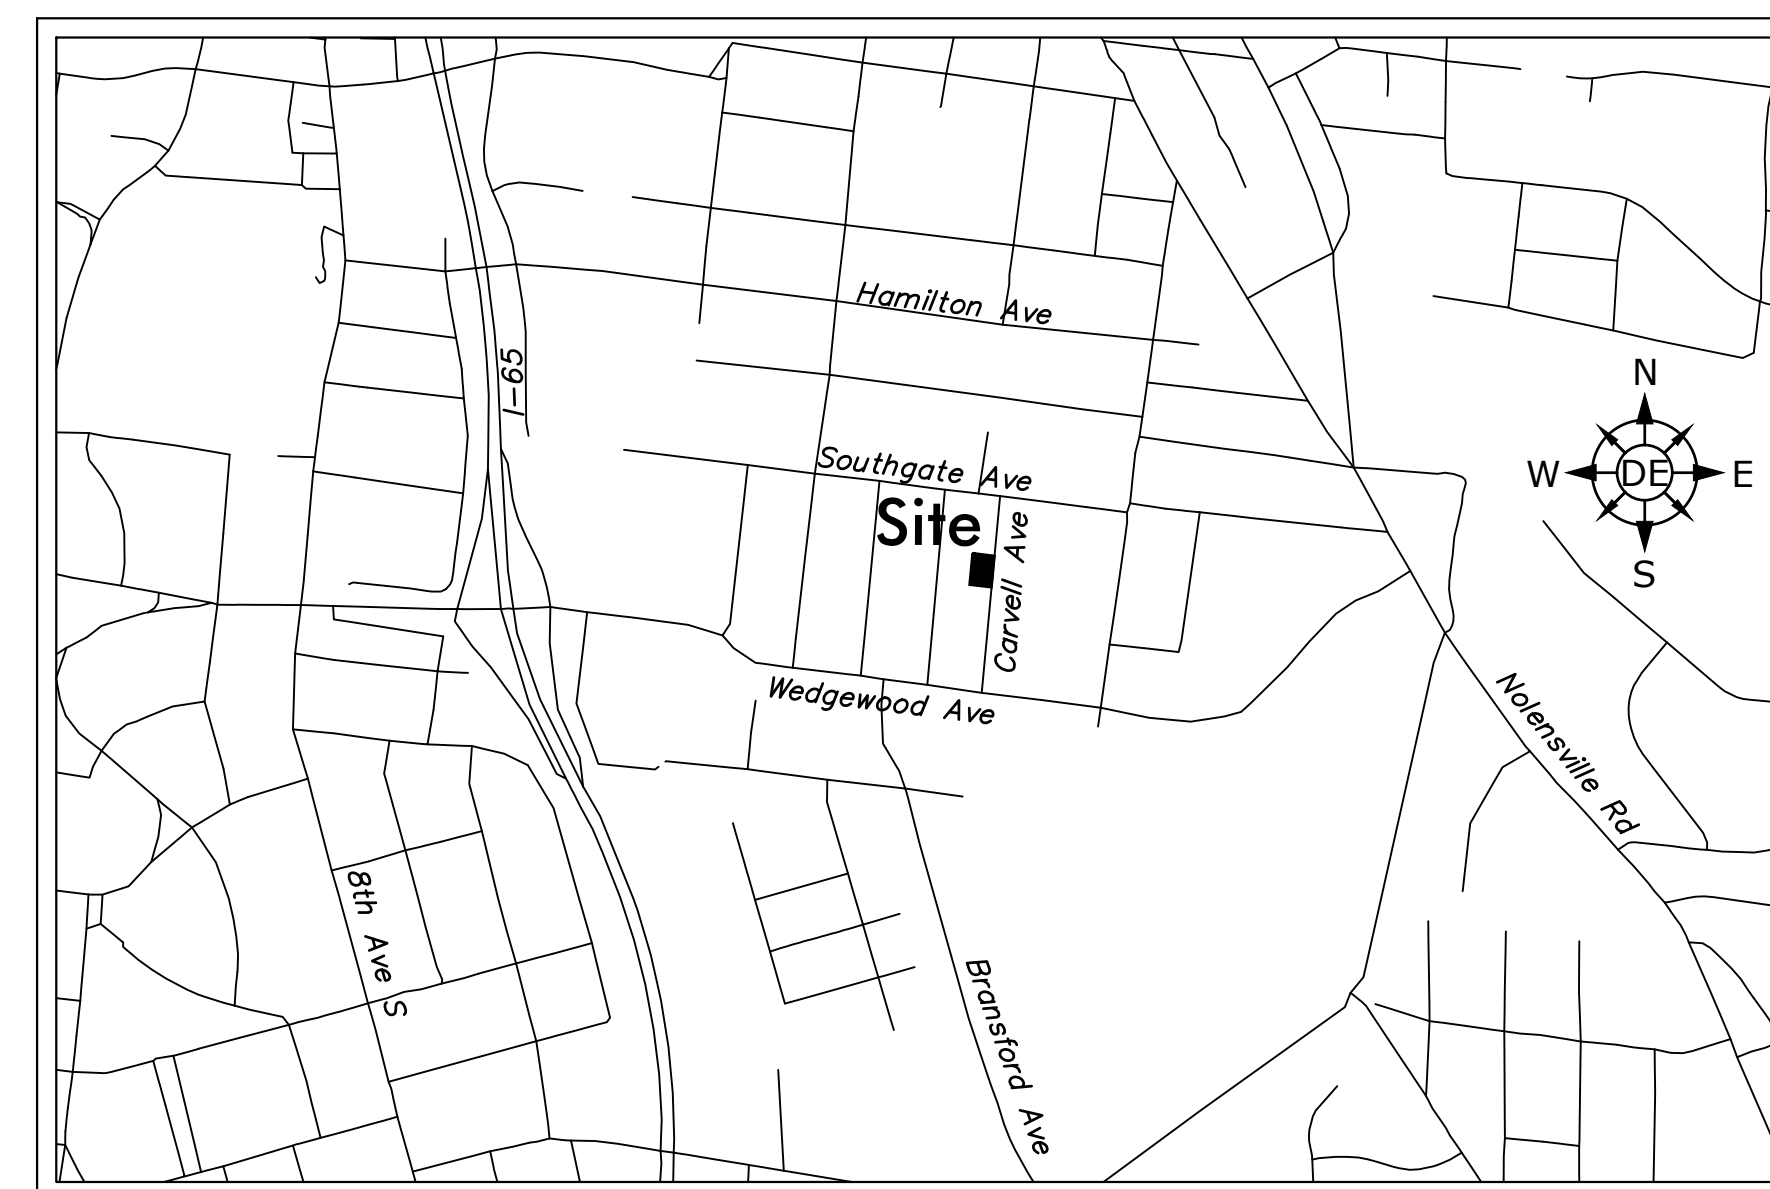 Hamilton Ave
I-65
N
Southgate Ave
W DE E
Site
Carvell Ave
S
Wedgewood Ave
Nolensville Rd
8th Ave S
Bransford Ave